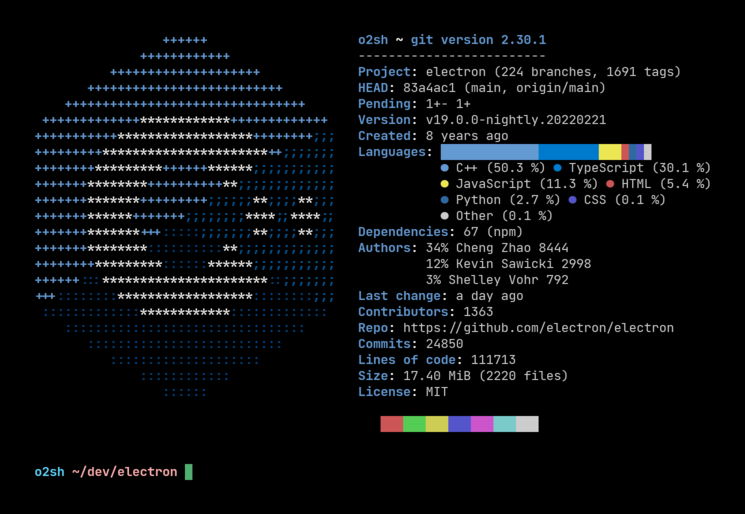 o2sh ~ git version 2.30.1
-------------------------
Project: electron (224 branches, 1691 tags)
HEAD: 83a4ac1 (main, origin/main)
Pending: 1+- 1+
Version: v19.0.0-nightly.20220221
Created: 8 years ago
Languages:
● C++ (50.3 %) ● TypeScript (30.1 %)
● JavaScript (11.3 %) ● HTML (5.4 %)
● Python (2.7 %) ● CSS (0.1 %)
● Other (0.1 %)
Dependencies: 67 (npm)
Authors: 34% Cheng Zhao 8444
12% Kevin Sawicki 2998
3% Shelley Vohr 792
Last change: a day ago
Contributors: 1363
Repo: https://github.com/electron/electron
Commits: 24850
Lines of code: 111713
Size: 17.40 MiB (2220 files)
License: MIT
o2sh ~/dev/electron